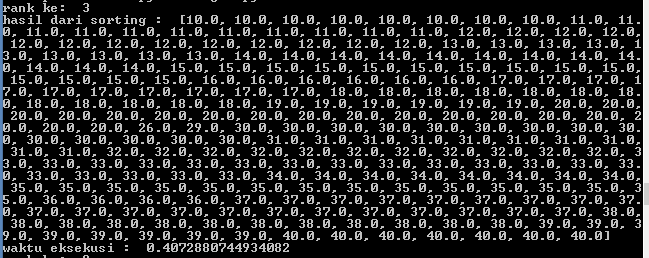 rank ke:  3
hasil dari sorting :  [10.0, 10.0, 10.0, 10.0, 10.0, 10.0, 10.0, 10.0, 11.0, 11.
0, 11.0, 11.0, 11.0, 11.0, 11.0, 11.0, 11.0, 11.0, 11.0, 12.0, 12.0, 12.0, 12.0,
 12.0, 12.0, 12.0, 12.0, 12.0, 12.0, 12.0, 12.0, 12.0, 13.0, 13.0, 13.0, 13.0, 1
3.0, 13.0, 13.0, 13.0, 13.0, 14.0, 14.0, 14.0, 14.0, 14.0, 14.0, 14.0, 14.0, 14.
0, 14.0, 14.0, 14.0, 15.0, 15.0, 15.0, 15.0, 15.0, 15.0, 15.0, 15.0, 15.0, 15.0,
 15.0, 15.0, 15.0, 15.0, 16.0, 16.0, 16.0, 16.0, 16.0, 16.0, 17.0, 17.0, 17.0, 1
7.0, 17.0, 17.0, 17.0, 17.0, 17.0, 17.0, 18.0, 18.0, 18.0, 18.0, 18.0, 18.0, 18.
0, 18.0, 18.0, 18.0, 18.0, 18.0, 19.0, 19.0, 19.0, 19.0, 19.0, 19.0, 20.0, 20.0,
 20.0, 20.0, 20.0, 20.0, 20.0, 20.0, 20.0, 20.0, 20.0, 20.0, 20.0, 20.0, 20.0, 2
0.0, 20.0, 20.0, 26.0, 29.0, 30.0, 30.0, 30.0, 30.0, 30.0, 30.0, 30.0, 30.0, 30.
0, 30.0, 30.0, 30.0, 30.0, 30.0, 31.0, 31.0, 31.0, 31.0, 31.0, 31.0, 31.0, 31.0,
 31.0, 31.0, 32.0, 32.0, 32.0, 32.0, 32.0, 32.0, 32.0, 32.0, 32.0, 32.0, 32.0, 3
3.0, 33.0, 33.0, 33.0, 33.0, 33.0, 33.0, 33.0, 33.0, 33.0, 33.0, 33.0, 33.0, 33.
0, 33.0, 33.0, 33.0, 33.0, 33.0, 34.0, 34.0, 34.0, 34.0, 34.0, 34.0, 34.0, 34.0,
 35.0, 35.0, 35.0, 35.0, 35.0, 35.0, 35.0, 35.0, 35.0, 35.0, 35.0, 35.0, 35.0, 3
5.0, 36.0, 36.0, 36.0, 36.0, 37.0, 37.0, 37.0, 37.0, 37.0, 37.0, 37.0, 37.0, 37.
0, 37.0, 37.0, 37.0, 37.0, 37.0, 37.0, 37.0, 37.0, 37.0, 37.0, 37.0, 37.0, 38.0,
 38.0, 38.0, 38.0, 38.0, 38.0, 38.0, 38.0, 38.0, 38.0, 38.0, 39.0, 39.0, 39.0, 3
9.0, 39.0, 39.0, 39.0, 39.0, 39.0, 40.0, 40.0, 40.0, 40.0, 40.0, 40.0, 40.0]
waktu eksekusi :  0.4072880744934082